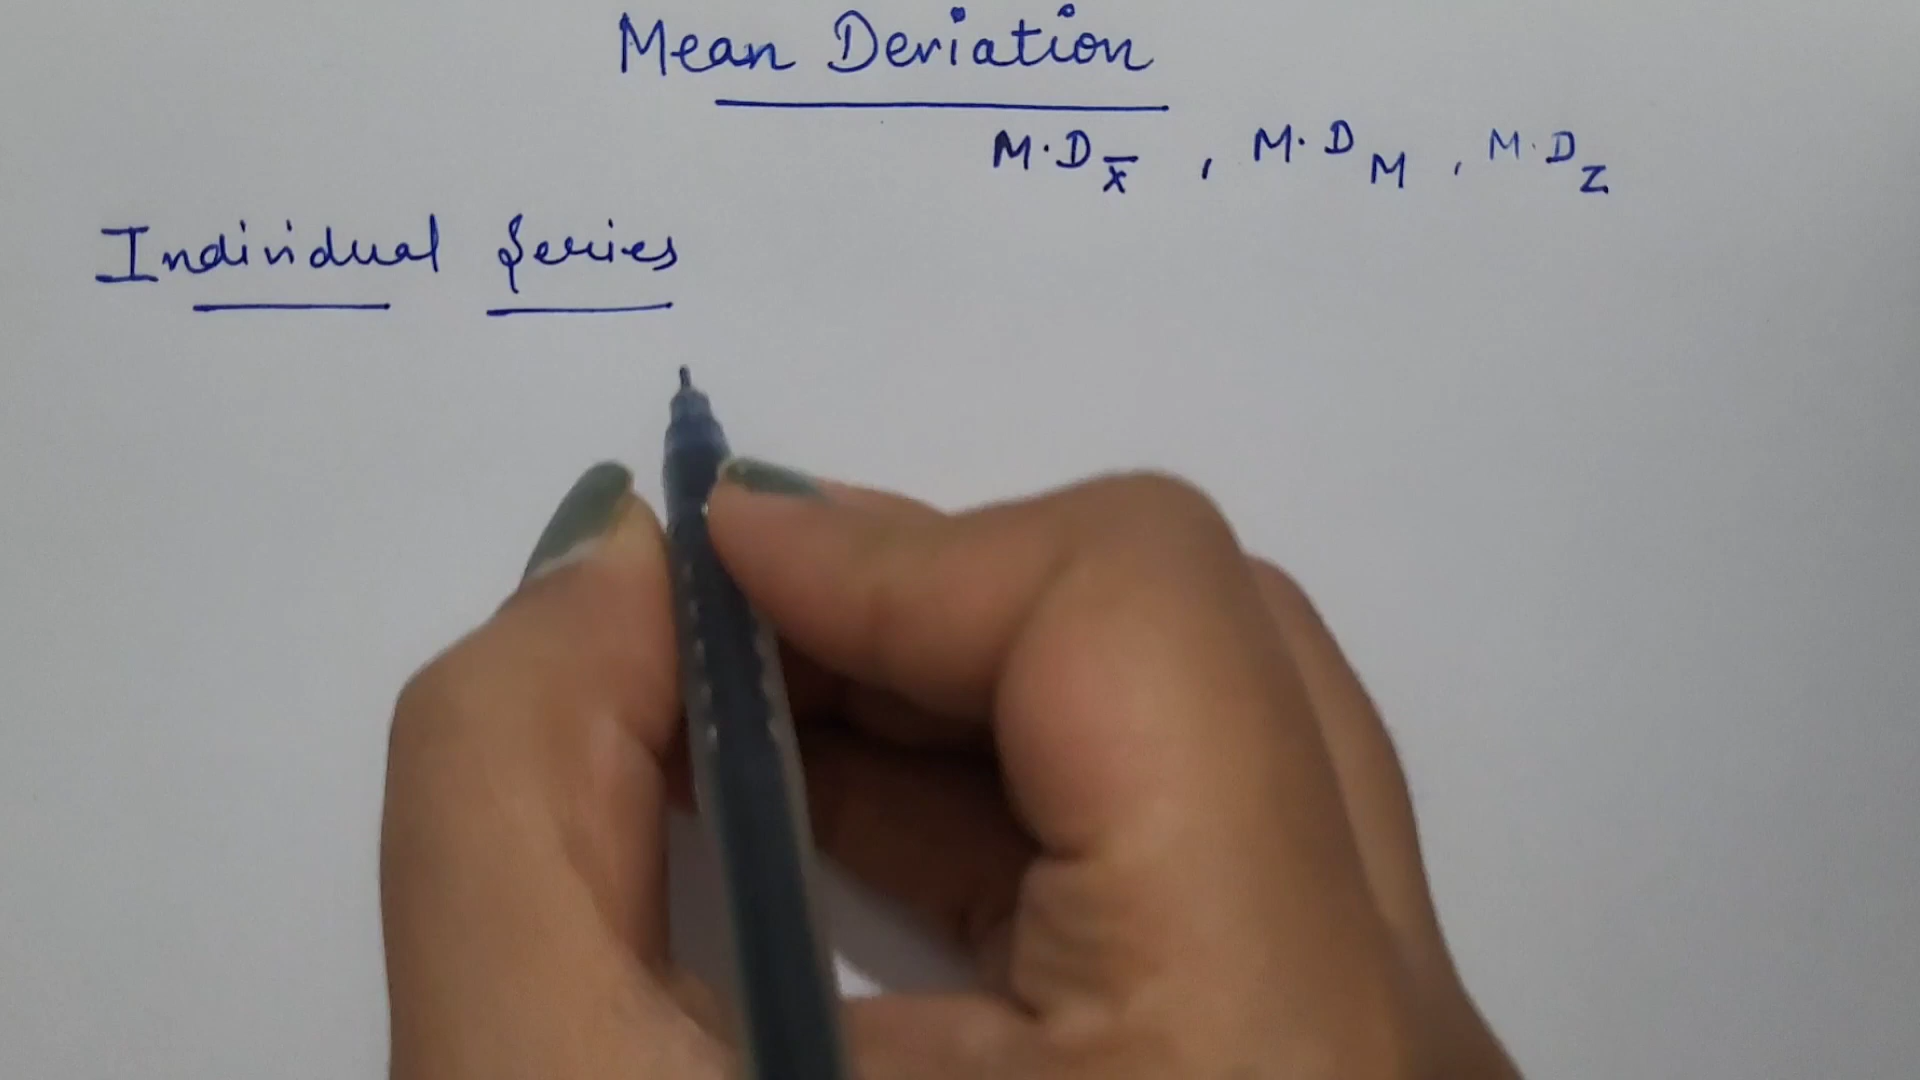 Mean Deviation
M.D X̄ , M.D M , M.D Z
Individual Series